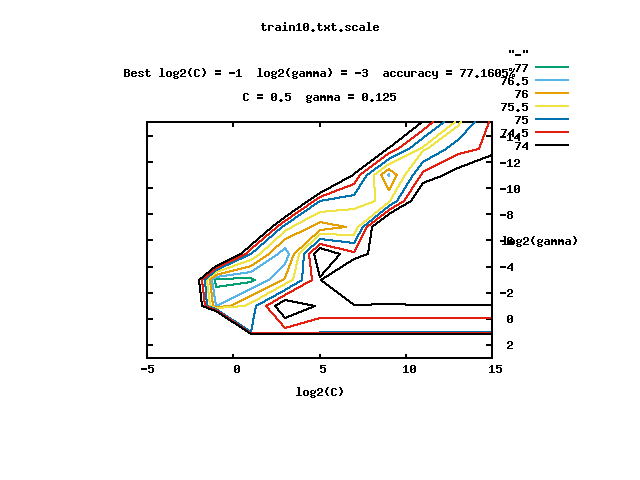 train10.txt.scale
"-"
Best log2(C) = -1  log2(gamma) = -3  accuracy = 77.1605%
77
76.5
C = 0.5  gamma = 0.125
76
75.5
75
74.5
-14
74
-12
-10
-8
-6
log2(gamma)
-4
-2
0
2
-5 0 5 10 15
log2(C)